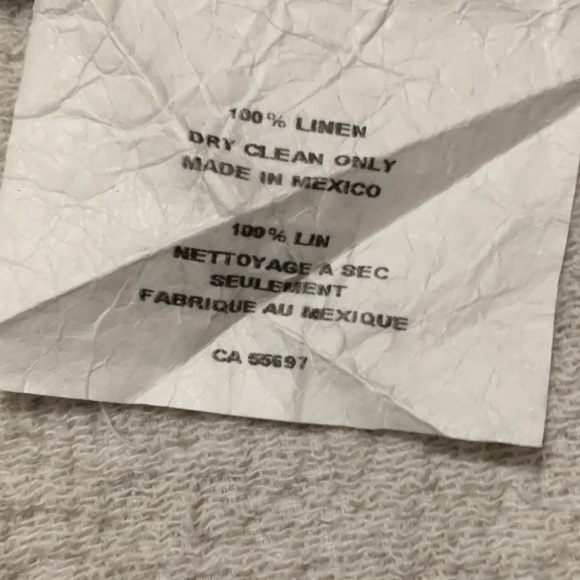 100% LINEN
DRY CLEAN ONLY
MADE IN MEXICO
100% LIN
NETTOYAGE A SEC
SEULEMENT
FABRIQUE AU MEXIQUE
CA 55697